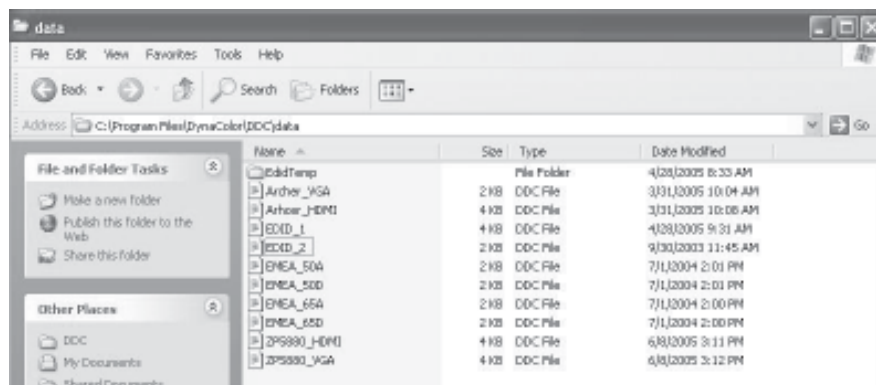 data
File Edit View Favorites Tools Help
Back Search Folders
Address C:\Program Files\DynaColor\DDC\data Go
Name Size Type Date Modified
File and Folder Tasks
Make a new folder
Publish this folder to the
Web
Share this folder
Other Places
DDC
My Documents
Shared Documents
EdidTemp File Folder 4/28/2005 8:33 AM
Archer_VGA 2 KB DDC File 3/31/2005 10:04 AM
Arhcer_HDMI 4 KB DDC File 3/31/2005 10:08 AM
EDID_1 4 KB DDC File 4/28/2005 9:31 AM
EDID_2 2 KB DDC File 9/30/2003 11:45 AM
EMEA_50A 2 KB DDC File 7/1/2004 2:01 PM
EMEA_50D 2 KB DDC File 7/1/2004 2:01 PM
EMEA_65A 2 KB DDC File 7/1/2004 2:00 PM
EMEA_65D 2 KB DDC File 7/1/2004 2:00 PM
ZPS880_HDMI 4 KB DDC File 6/8/2005 3:11 PM
ZPS880_VGA 4 KB DDC File 6/8/2005 3:12 PM